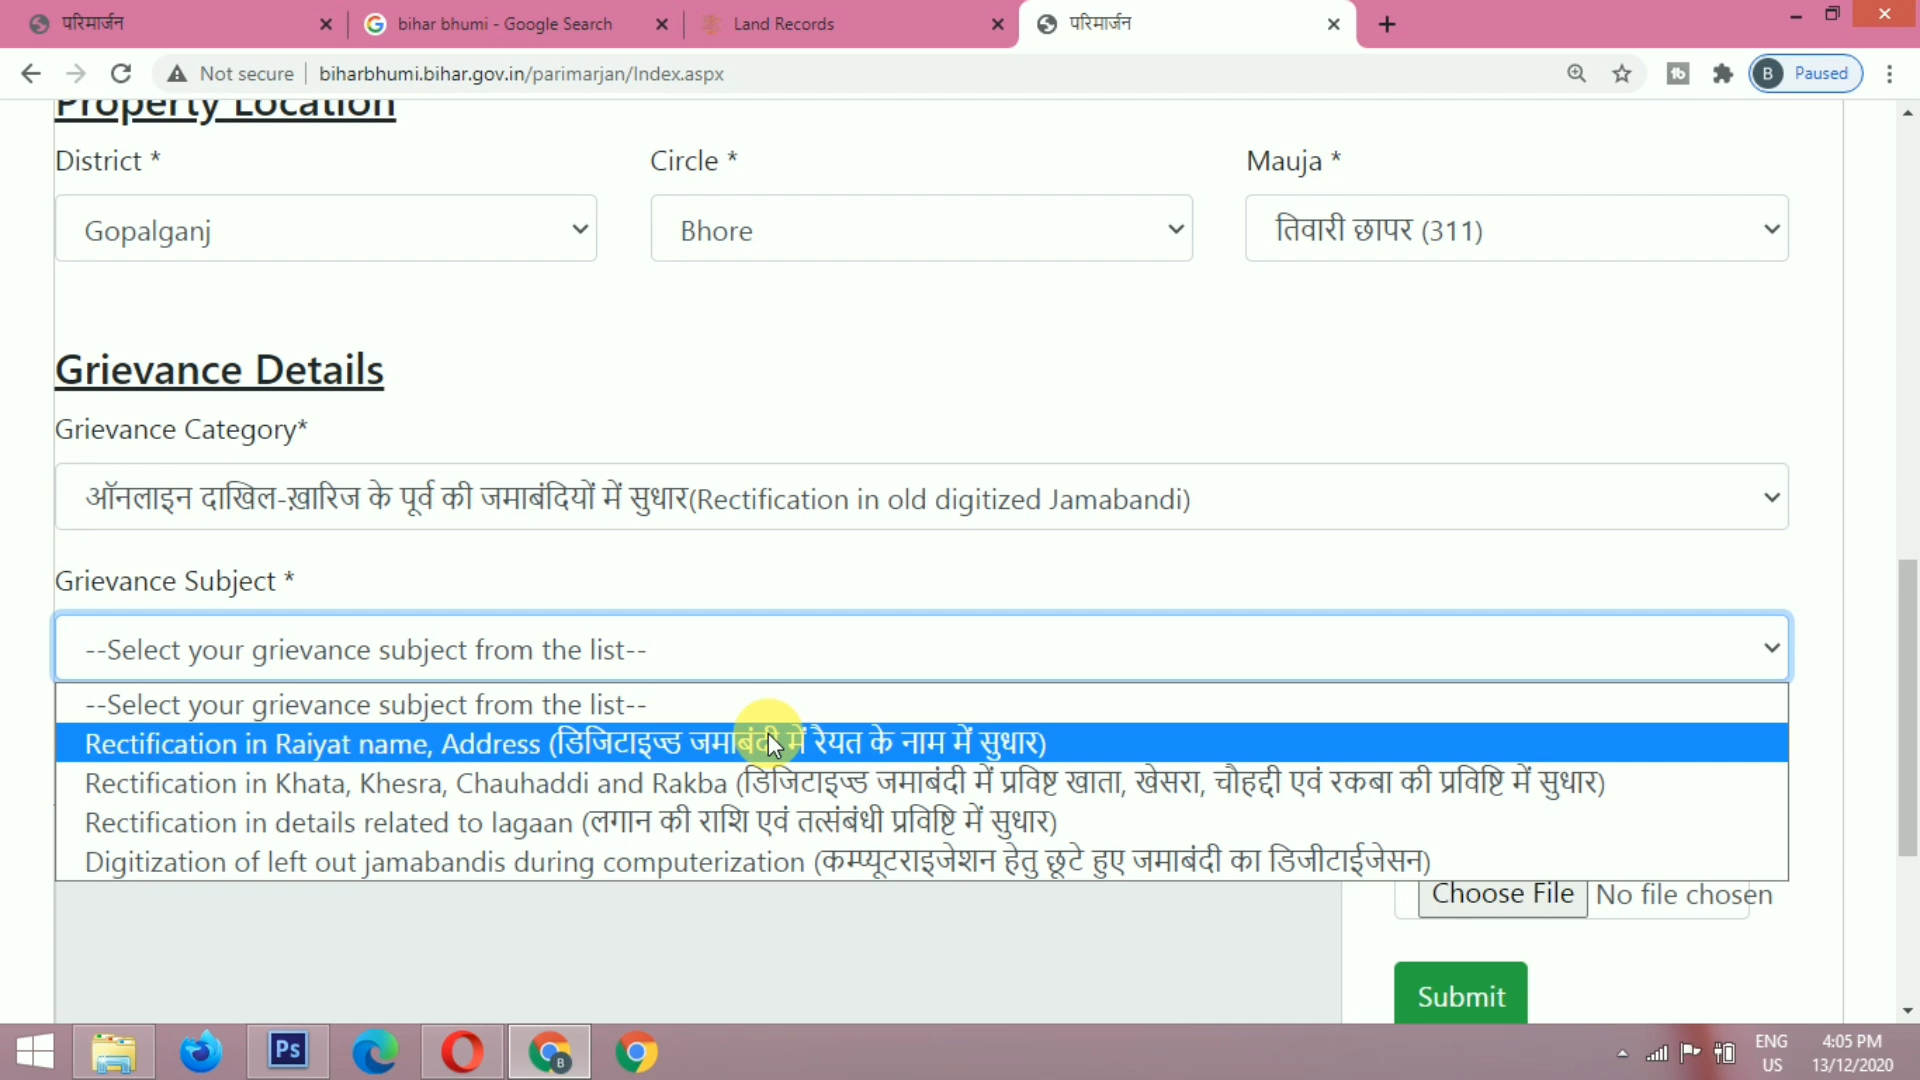 परिमार्जन
bihar bhumi - Google Search
Land Records
परिमार्जन
Not secure
biharbhumi.bihar.gov.in/parimarjan/Index.aspx
B Paused
Property Location
District *
Circle *
Mauja *
Gopalganj
Bhore
तिवारी छापर (311)
Grievance Details
Grievance Category*
ऑनलाइन दाखिल-ख़ारिज के पूर्व की जमाबंदियों में सुधार(Rectification in old digitized Jamabandi)
Grievance Subject *
--Select your grievance subject from the list--
--Select your grievance subject from the list--
Rectification in Raiyat name, Address (डिजिटाइज्ड जमाबंदी में रैयत के नाम में सुधार)
Rectification in Khata, Khesra, Chauhaddi and Rakba (डिजिटाइज्ड जमाबंदी में प्रविष्ट खाता, खेसरा, चौहद्दी एवं रकबा की प्रविष्टि में सुधार)
Rectification in details related to lagaan (लगान की राशि एवं तत्संबंधी प्रविष्टि में सुधार)
Digitization of left out jamabandis during computerization (कम्प्यूटराइजेशन हेतु छूटे हुए जमाबंदी का डिजीटाईजेसन)
Choose File No file chosen
Submit
Ps
B
ENG
US
4:05 PM
13/12/2020